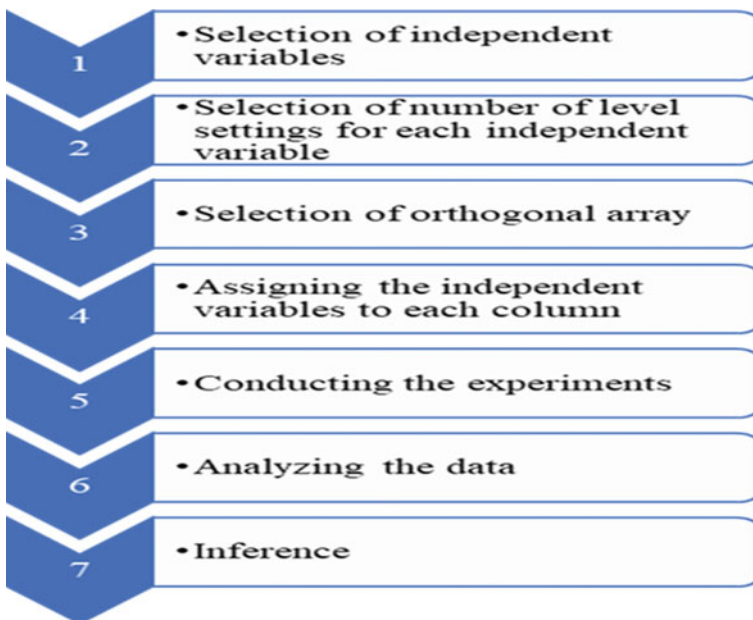 1
• Selection of independent
variables
2
• Selection of number of level
settings for each independent
variable
3
• Selection of orthogonal array
4
• Assigning the independent
variables to each column
5
• Conducting the experiments
6
• Analyzing the data
7
• Inference